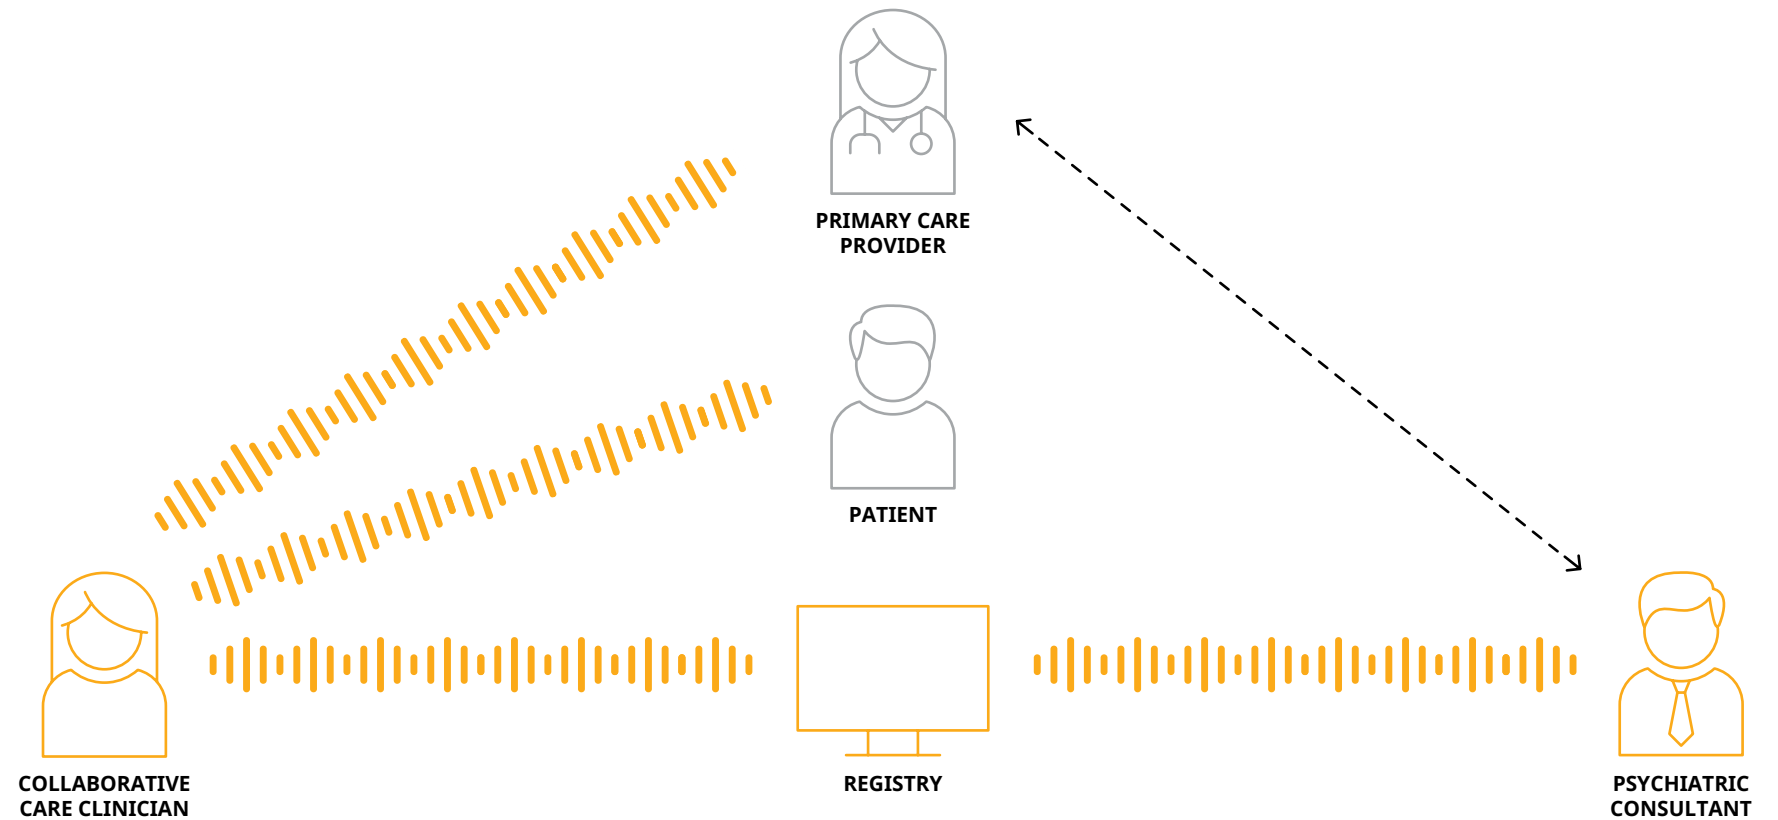 PRIMARY CARE
PROVIDER
PATIENT
COLLABORATIVE
CARE CLINICIAN
REGISTRY
PSYCHIATRIC
CONSULTANT